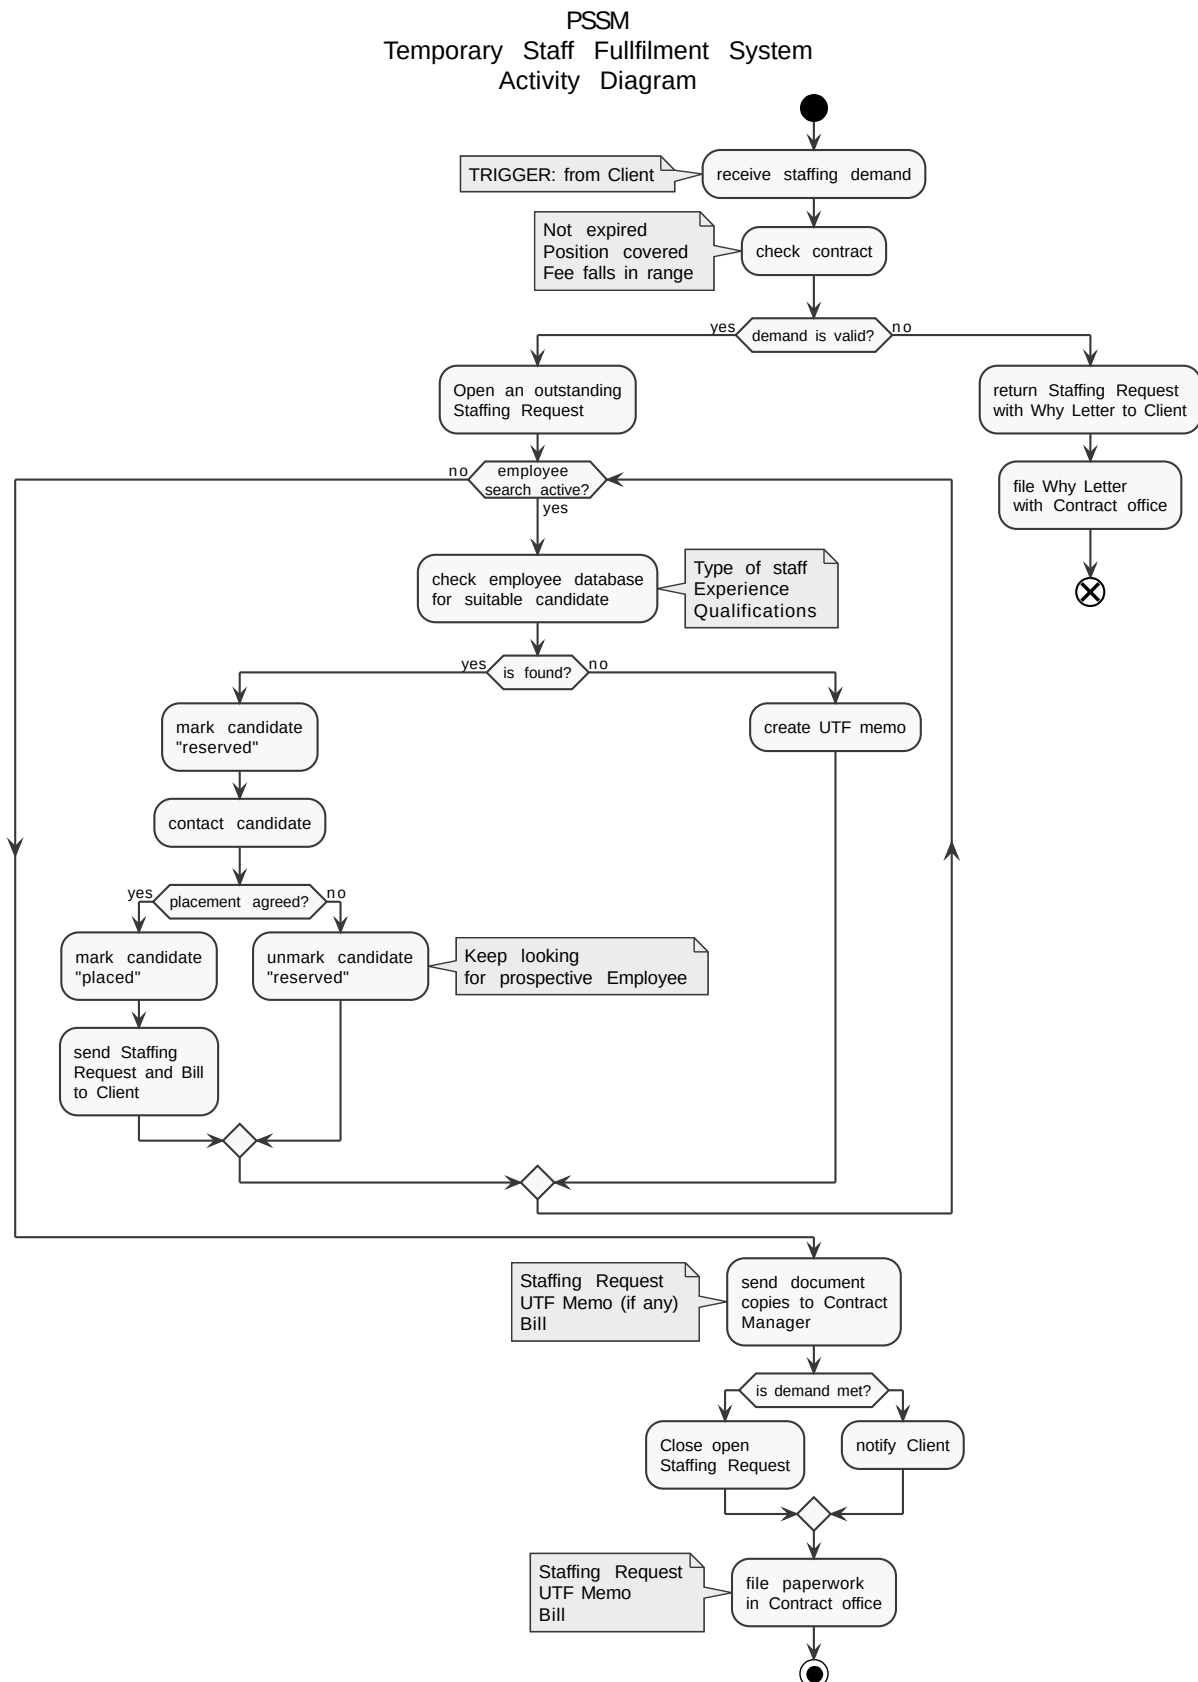 PSSM
Temporary Staff Fullfilment System
Activity Diagram
TRIGGER: from Client
receive staffing demand
Not expired
Position covered
Fee falls in range
check contract
yes
demand is valid?
no
Open an outstanding
Staffing Request
return Staffing Request
with Why Letter to Client
no
employee
search active?
yes
file Why Letter
with Contract office
check employee database
for suitable candidate
Type of staff
Experience
Qualifications
yes
is found?
no
mark candidate
"reserved"
create UTF memo
contact candidate
yes
placement agreed?
no
mark candidate
"placed"
unmark candidate
"reserved"
Keep looking
for prospective Employee
send Staffing
Request and Bill
to Client
Staffing Request
UTF Memo (if any)
Bill
send document
copies to Contract
Manager
is demand met?
Close open
Staffing Request
notify Client
Staffing Request
UTF Memo
Bill
file paperwork
in Contract office